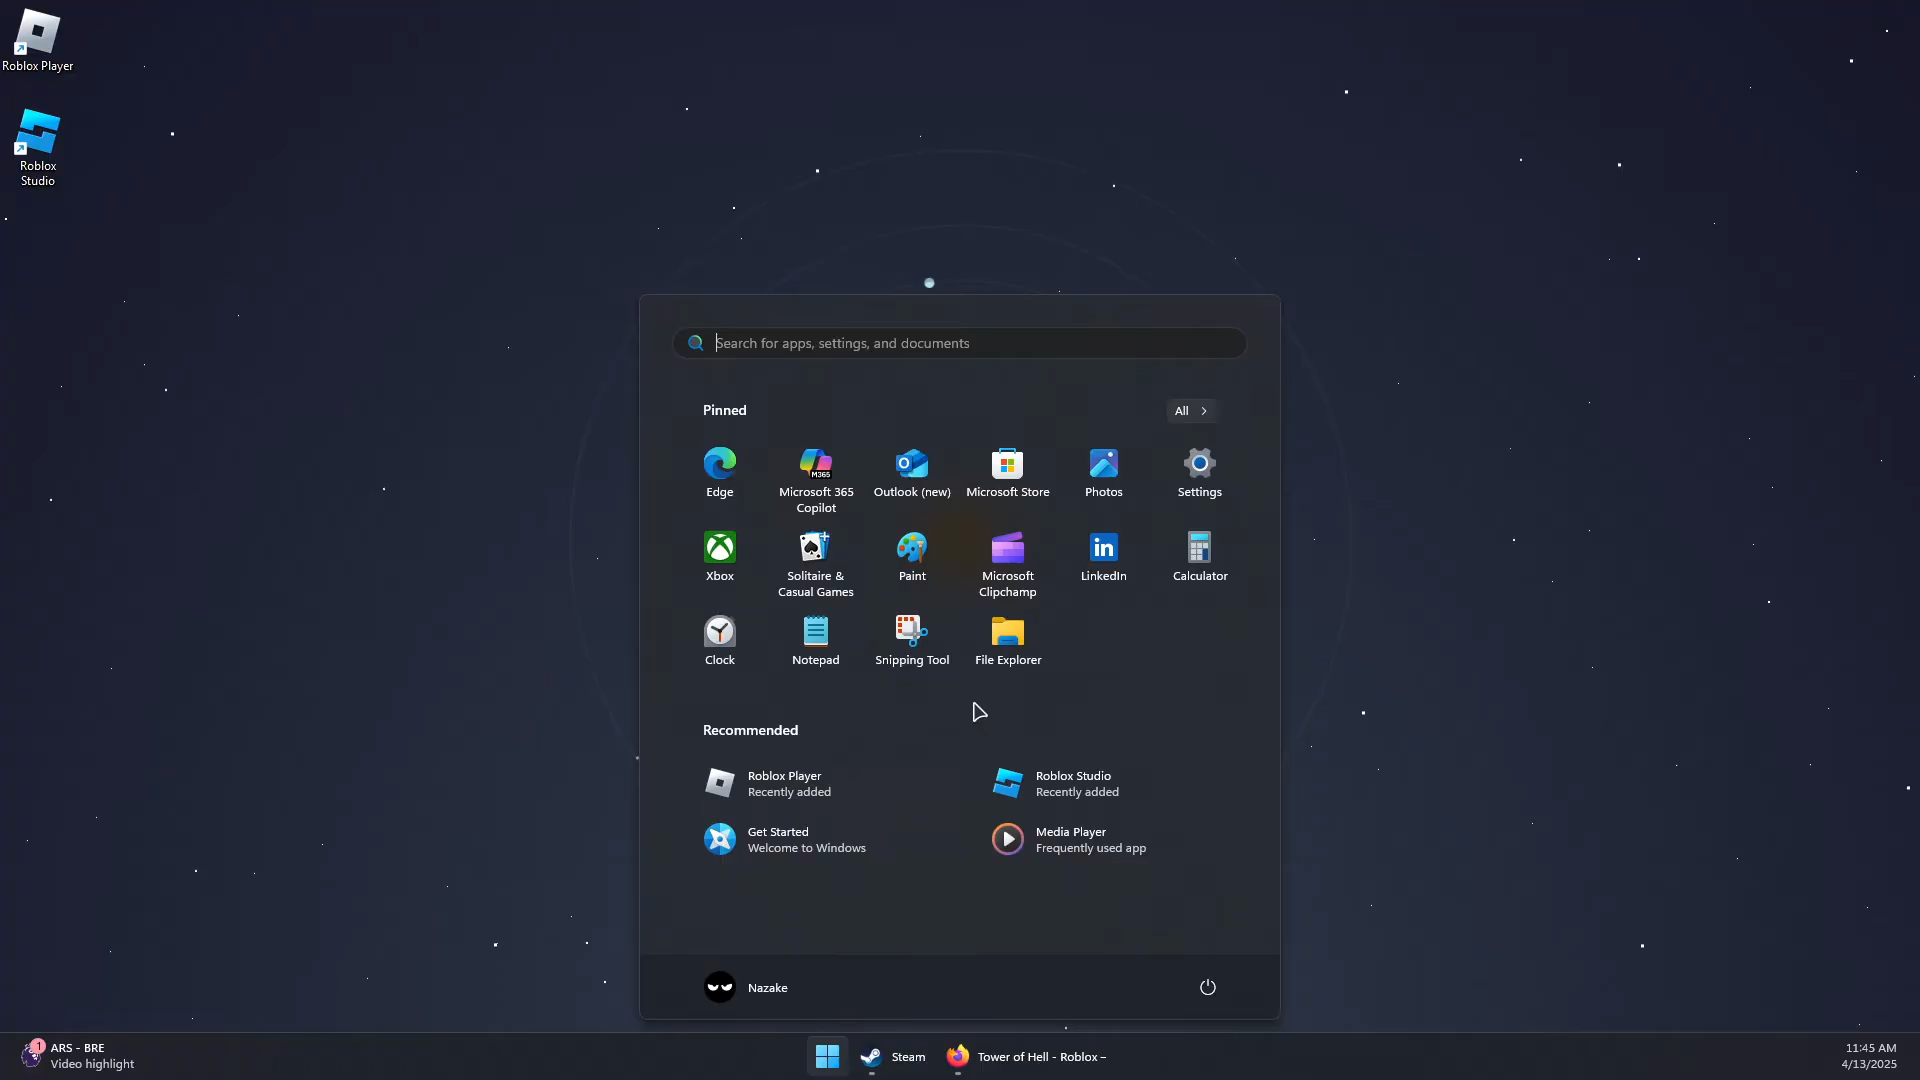 Roblox Player
Roblox
Studio
Search for apps, settings, and documents
Pinned
All
Edge
M365
Microsoft 365
Copilot
Outlook (new)
Microsoft Store
Photos
Settings
Xbox
Solitaire &
Casual Games
Paint
Microsoft
Clipchamp
in
LinkedIn
Calculator
Clock
Notepad
Snipping Tool
File Explorer
Recommended
Roblox Player
Recently added
Roblox Studio
Recently added
Get Started
Welcome to Windows
Media Player
Frequently used app
Nazake
1
ARS - BRE
Video highlight
Steam
Tower of Hell - Roblox –
11:45 AM
4/13/2025